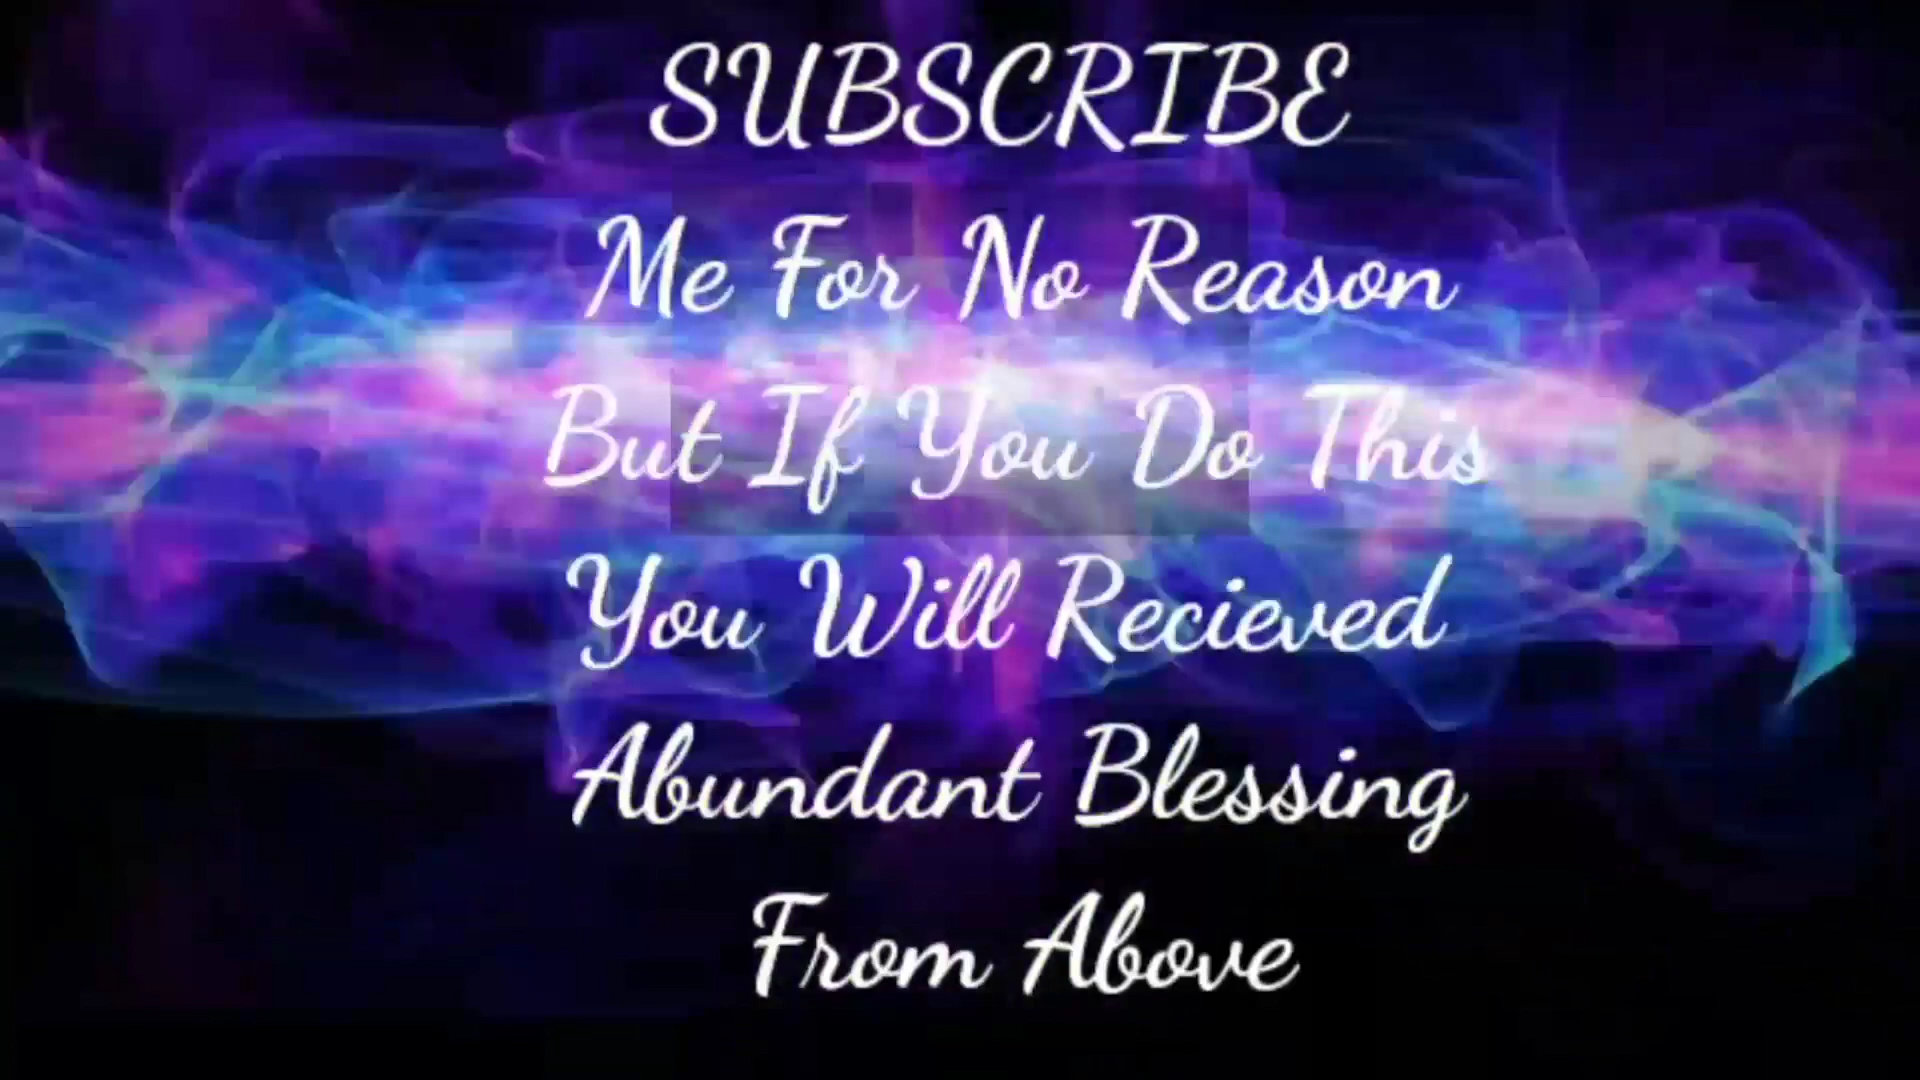 SUBSCRIBE
Me For No Reason
But If You Do This
You Will Recieved
Abundant Blessing
From Above